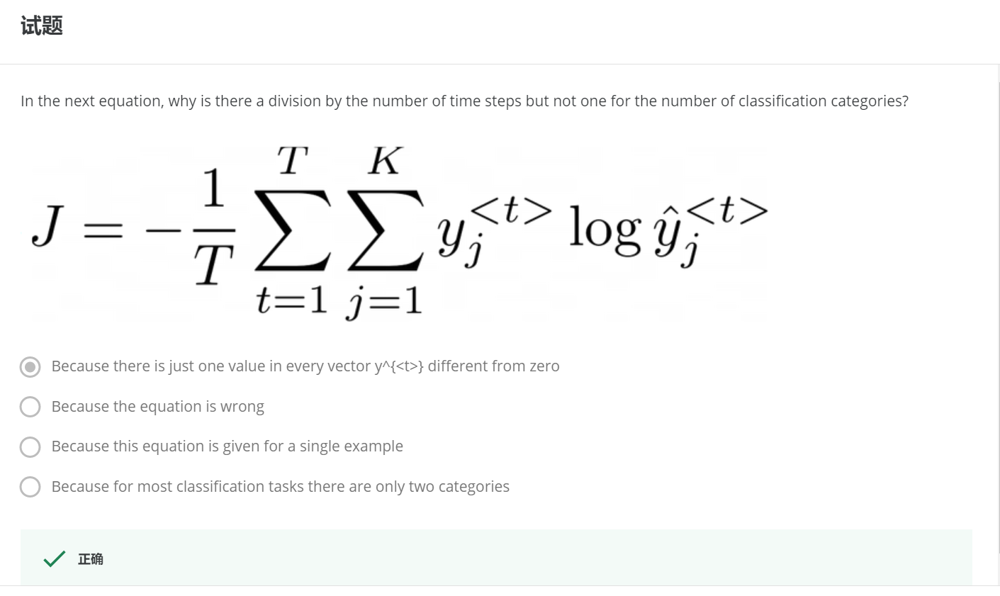 试题
In the next equation, why is there a division by the number of time steps but not one for the number of classification categories?
J = -\frac{1}{T} \sum_{t=1}^{T} \sum_{j=1}^{K} y_j^{<t>} \log \hat{y}_j^{<t>}
Because there is just one value in every vector y^{<t>} different from zero
Because the equation is wrong
Because this equation is given for a single example
Because for most classification tasks there are only two categories
正确